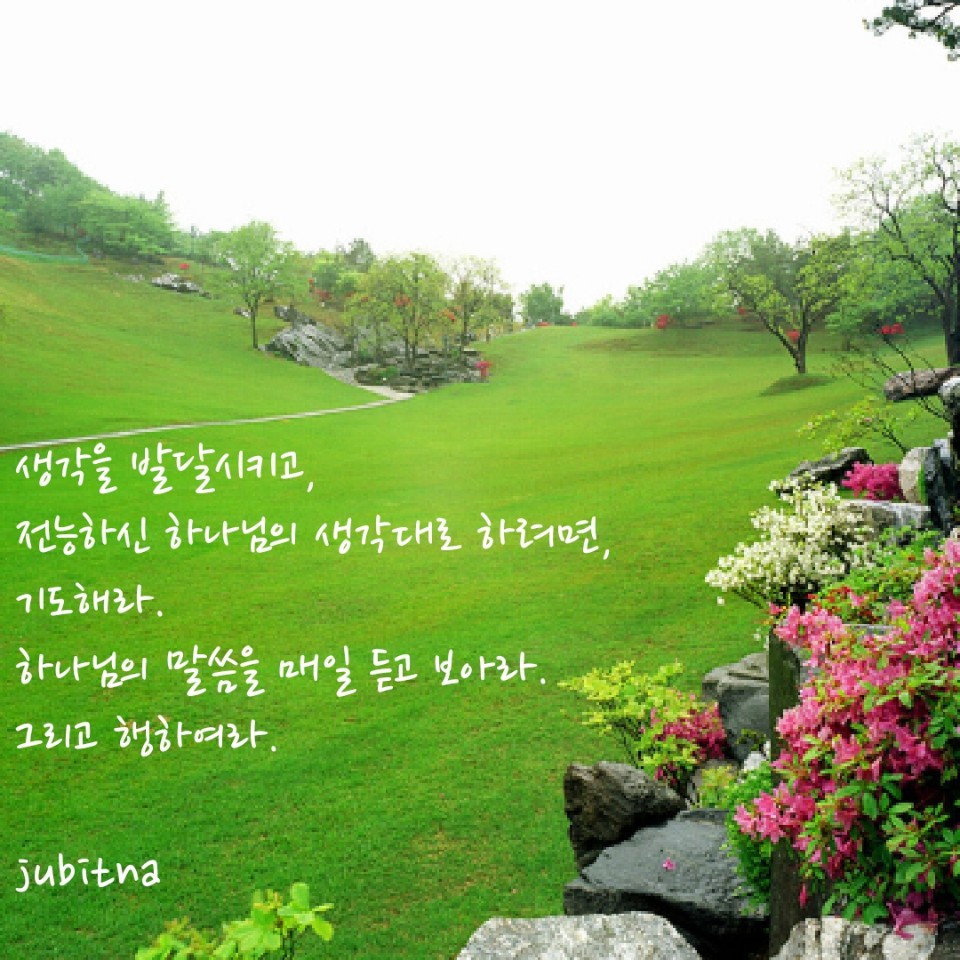 생각을 발달시키고,
전능하신 하나님의 생각대로 하려면,
기도해라.
하나님의 말씀을 매일 듣고 보아라.
그리고 행하여라.
jubitna